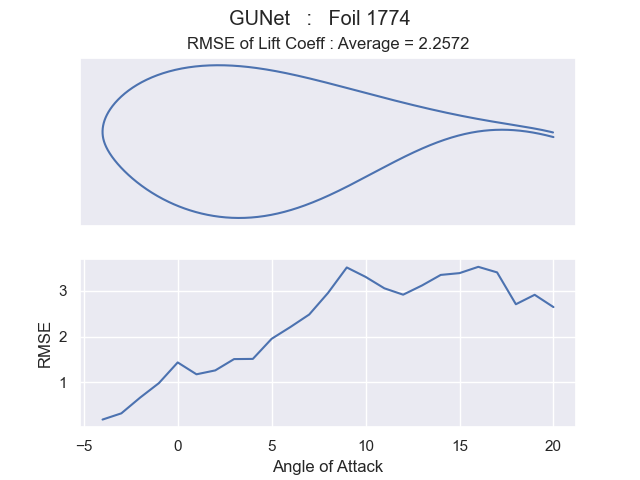 GUNet   :   Foil 1774
RMSE of Lift Coeff : Average = 2.2572
3
2
1
RMSE
−5 0 5 10 15 20
Angle of Attack